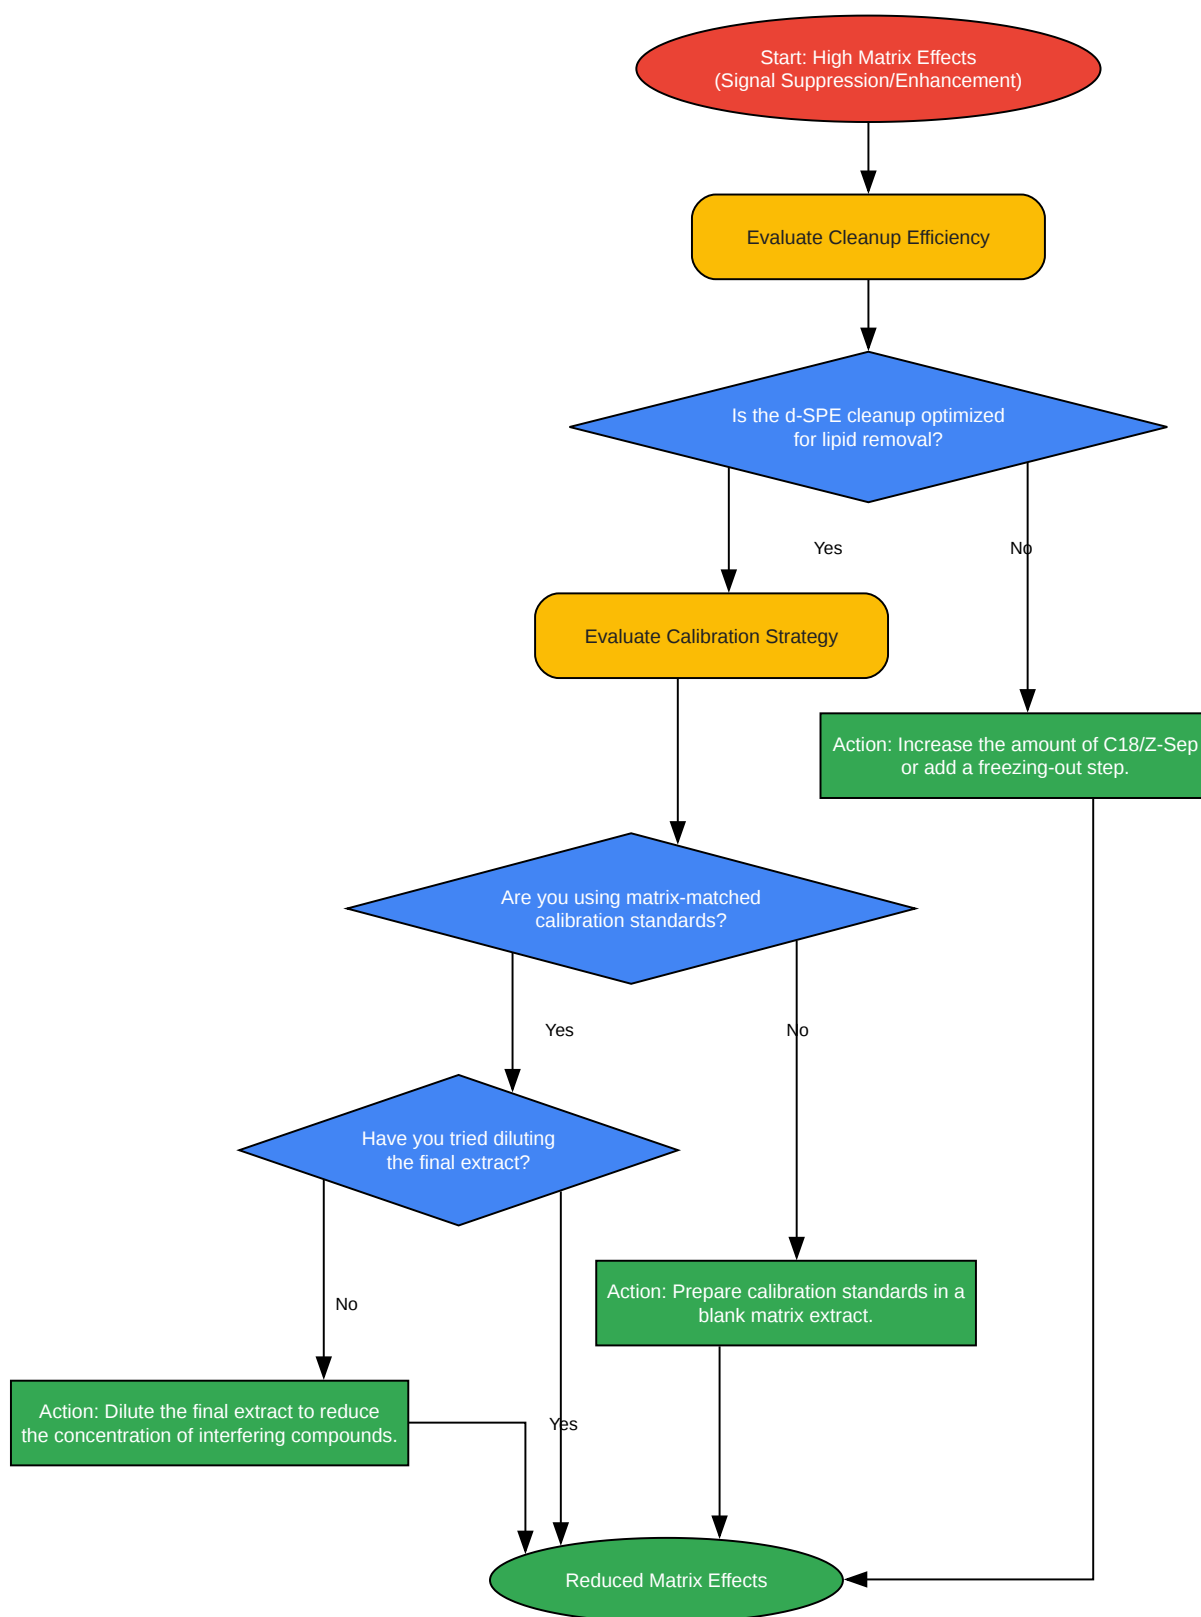 Start: High Matrix Effects
(Signal Suppression/Enhancement)
Evaluate Cleanup Efficiency
Is the d-SPE cleanup optimized
for lipid removal?
Yes
No
Evaluate Calibration Strategy
Action: Increase the amount of C18/Z-Sep
or add a freezing-out step.
Are you using matrix-matched
calibration standards?
Yes
No
Have you tried diluting
the final extract?
Action: Prepare calibration standards in a
blank matrix extract.
No
Action: Dilute the final extract to reduce
the concentration of interfering compounds.
Yes
Reduced Matrix Effects